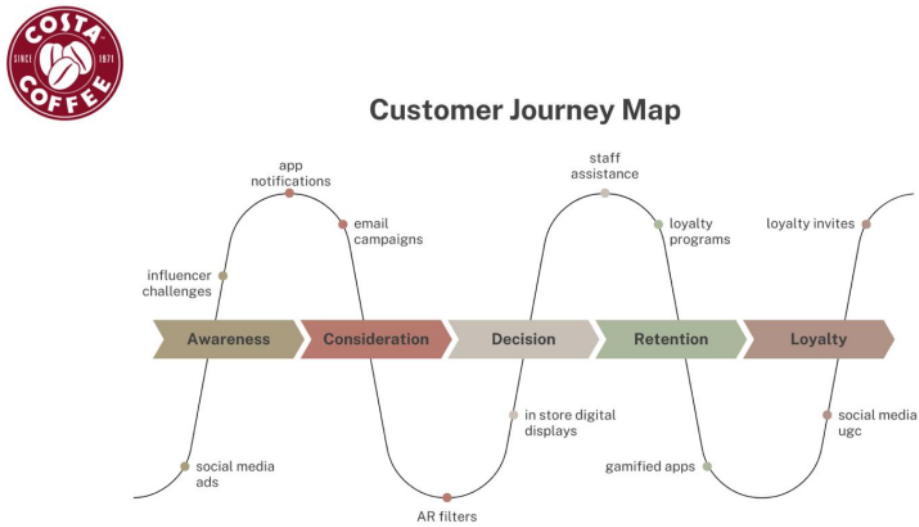 COSTA
SINCE 1971
COFFEE
Customer Journey Map
app
notifications
email
campaigns
influencer
challenges
staff
assistance
loyalty
programs
loyalty invites
Awareness
Consideration
Decision
Retention
Loyalty
social media
ads
AR filters
in store digital
displays
gamified apps
social media
ugc